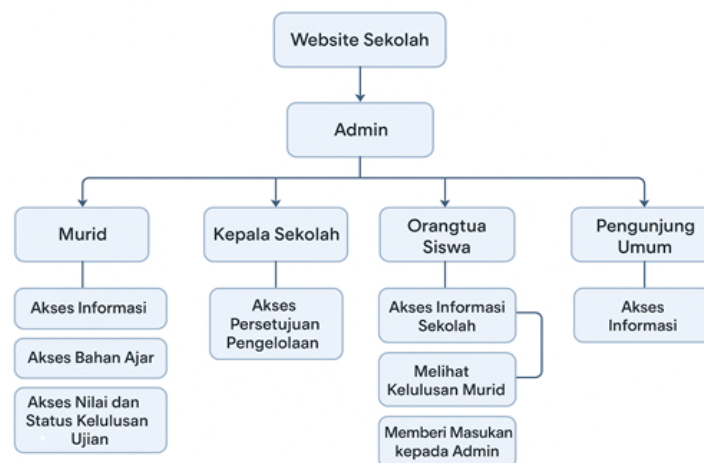 Website Sekolah
Admin
Murid
Kepala Sekolah
Orangtua
Siswa
Pengunjung
Umum
Akses Informasi
Akses Bahan Ajar
Akses Nilai dan
Status Kelulusan
Ujian
Akses
Persetujuan
Pengelolaan
Akses Informasi
Sekolah
Melihat
Kelulusan Murid
Memberi Masukan
kepada Admin
Akses
Informasi